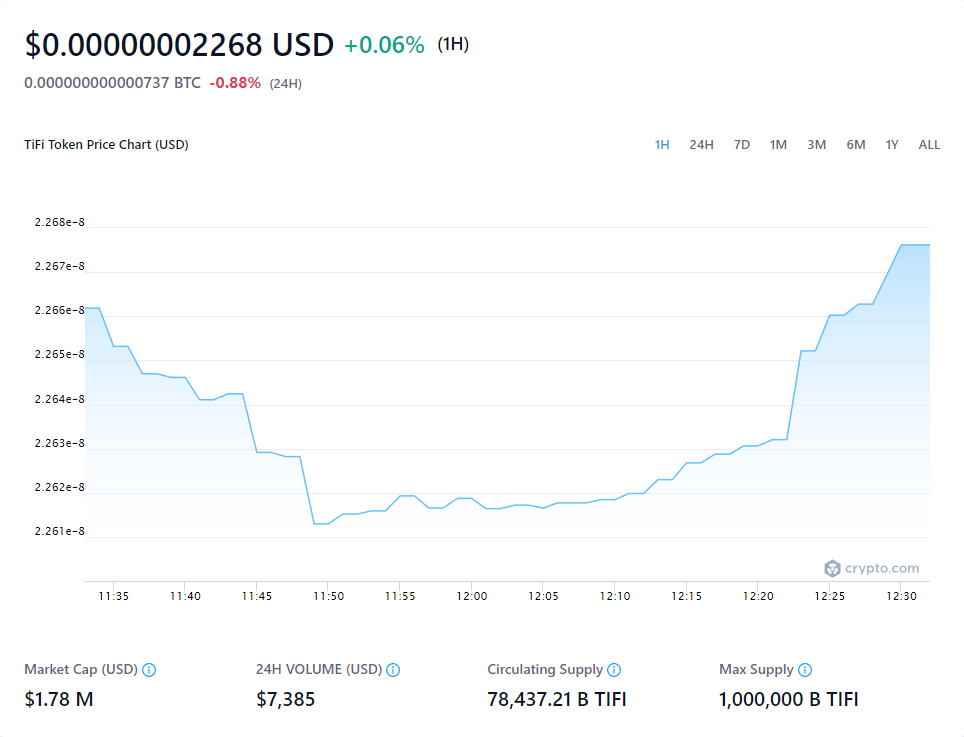 $0.00000002268 USD +0.06% (1H)
0.000000000000737 BTC -0.88% (24H)
TiFi Token Price Chart (USD) 1H 24H 7D 1M 3M 6M 1Y ALL
2.268e-8
2.267e-8
2.266e-8
2.265e-8
2.264e-8
2.263e-8
2.262e-8
2.261e-8
crypto.com
11:35 11:40 11:45 11:50 11:55 12:00 12:05 12:10 12:15 12:20 12:25 12:30
Market Cap (USD) 24H VOLUME (USD) Circulating Supply Max Supply
$1.78 M $7,385 78,437.21 B TIFI 1,000,000 B TIFI